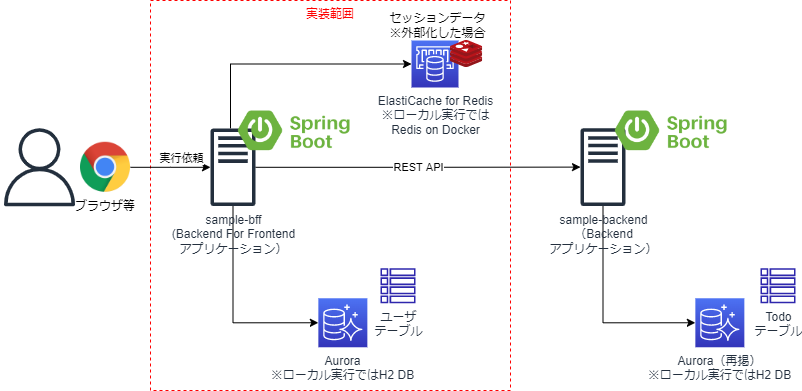 実装範囲
セッションデータ
※外部化した場合
ElastiCache for Redis
※ローカル実行では
Redis on Docker
Spring
Boot
Spring
Boot
実行依頼
REST API
ブラウザ等
sample-bff
(Backend For Frontend
アプリケーション）
sample-backend
（Backend
アプリケーション）
ユーザ
テーブル
Todo
テーブル
Aurora
※ローカル実行ではH2 DB
Aurora（再掲）
※ローカル実行ではH2 DB